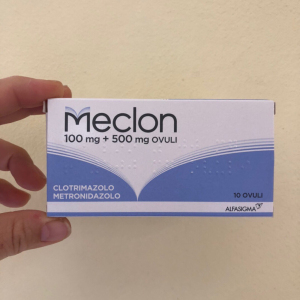 Meclon
100 mg + 500 mg OVULI
CLOTRIMAZOLO
METRONIDAZOLO
10 OVULI
ALFASIGMA